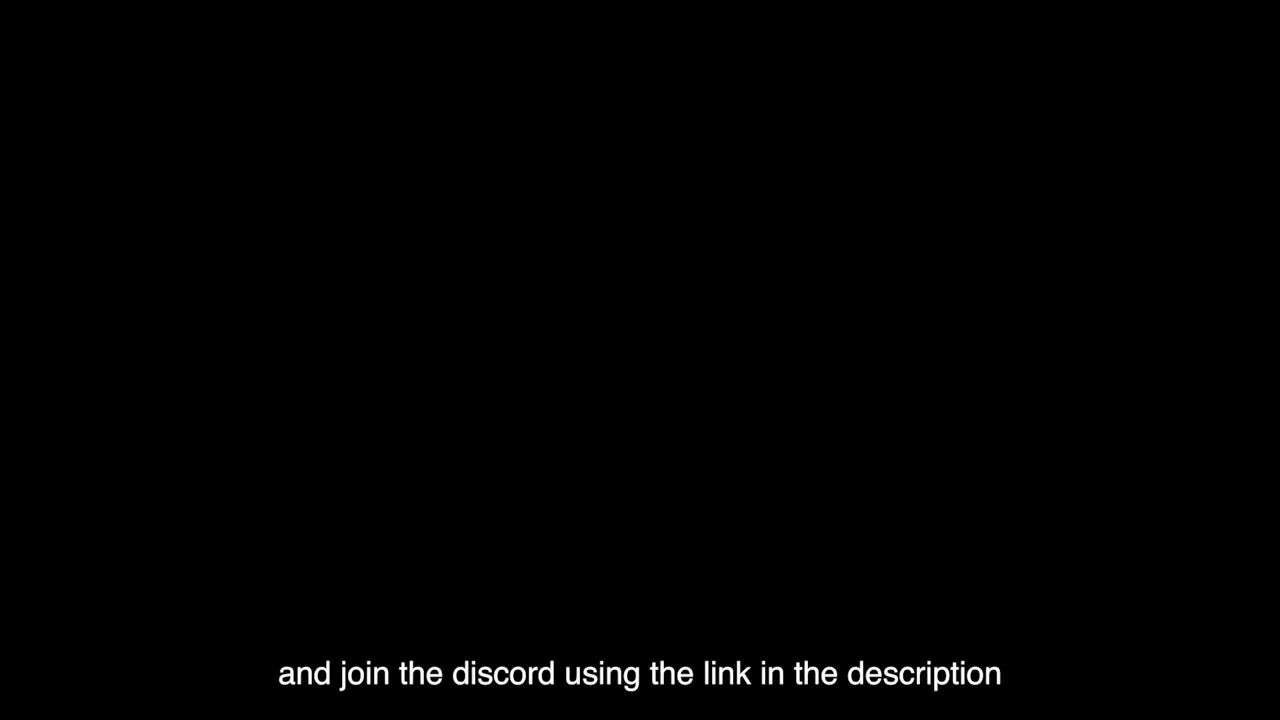 and join the discord using the link in the description